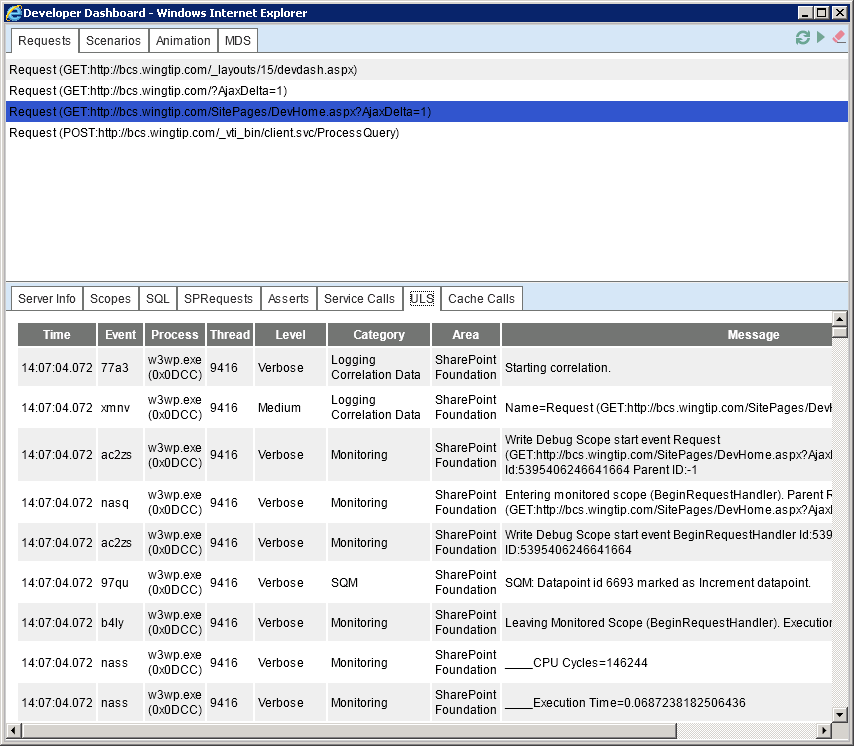 Developer Dashboard - Windows Internet Explorer
Requests Scenarios Animation MDS
Request (GET:http://bcs.wingtip.com/_layouts/15/devdash.aspx)
Request (GET:http://bcs.wingtip.com/?AjaxDelta=1)
Request (GET:http://bcs.wingtip.com/SitePages/DevHome.aspx?AjaxDelta=1)
Request (POST:http://bcs.wingtip.com/_vti_bin/client.svc/ProcessQuery)
Server Info Scopes SQL SPRequests Asserts Service Calls ULS Cache Calls
Time Event Process Thread Level Category Area Message
w3wp.exe Logging SharePoint
14:07:04.072 77a3 9416 Verbose Starting correlation.
(0x0DCC) Correlation Data Foundation
w3wp.exe Logging SharePoint
14:07:04.072 xmnv 9416 Medium Name=Request (GET:http://bcs.wingtip.com/SitePages/Dev
(0x0DCC) Correlation Data Foundation
Write Debug Scope start event Request
w3wp.exe SharePoint
14:07:04.072 ac2zs 9416 Verbose Monitoring (GET:http://bcs.wingtip.com/SitePages/DevHome.aspx?Ajax
(0x0DCC) Foundation
Id:5395406246641664 Parent ID:-1
w3wp.exe SharePoint Entering monitored scope (BeginRequestHandler). Parent R
14:07:04.072 nasq 9416 Verbose Monitoring
(0x0DCC) Foundation (GET:http://bcs.wingtip.com/SitePages/DevHome.aspx?Ajax
w3wp.exe SharePoint Write Debug Scope start event BeginRequestHandler Id:539
14:07:04.072 ac2zs 9416 Verbose Monitoring
(0x0DCC) Foundation ID:5395406246641664
w3wp.exe SharePoint
14:07:04.072 97qu 9416 Verbose SQM SQM: Datapoint id 6693 marked as Increment datapoint.
(0x0DCC) Foundation
w3wp.exe SharePoint
14:07:04.072 b4ly 9416 Verbose Monitoring Leaving Monitored Scope (BeginRequestHandler). Execution
(0x0DCC) Foundation
w3wp.exe SharePoint
14:07:04.072 nass 9416 Verbose Monitoring ____CPU Cycles=146244
(0x0DCC) Foundation
w3wp.exe SharePoint
14:07:04.072 nass 9416 Verbose Monitoring ____Execution Time=0.0687238182506436
(0x0DCC) Foundation